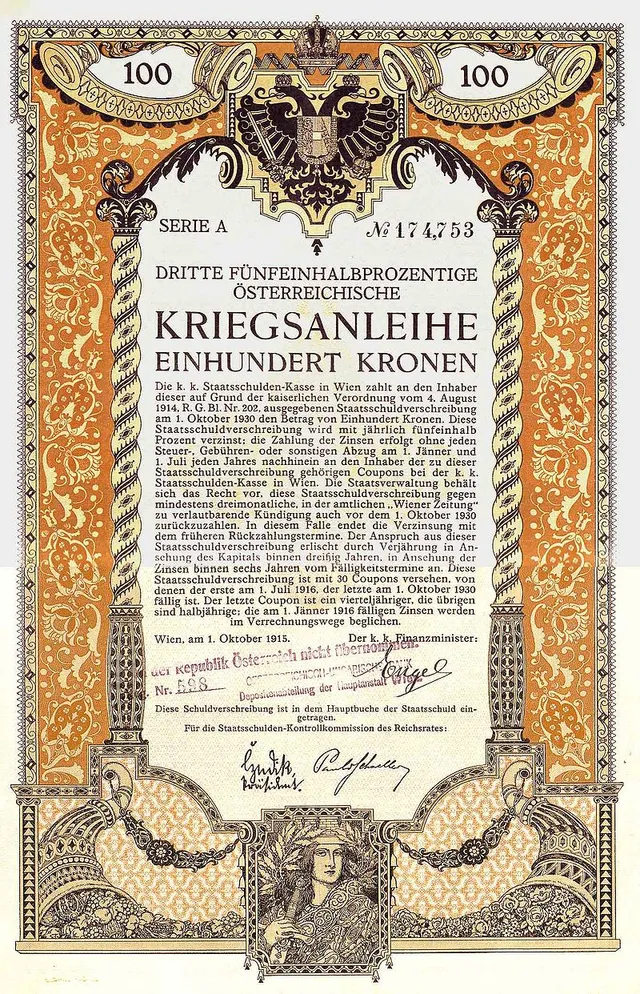 100
100
SERIE A
№ 174,753
DRITTE FÜNFEINHALBPROZENTIGE
ÖSTERREICHISCHE
KRIEGSANLEIHE
EINHUNDERT KRONEN
Die k. k. Staatsschulden-Kasse in Wien zahlt an den Inhaber
dieser auf Grund der kaiserlichen Verordnung vom 4. August
1914, R. G. Bl. Nr. 202, ausgegebenen Staatsschuldverschreibung
am 1. Oktober 1930 den Betrag von Einhundert Kronen. Diese
Staatsschuldverschreibung wird mit jährlich fünfeinhalb
Prozent verzinst; die Zahlung der Zinsen erfolgt ohne jeden
Steuer-, Gebühren- oder sonstigen Abzug am 1. Jänner und
1. Juli jeden Jahres nachhinein an den Inhaber der zu dieser
Staatsschuldverschreibung gehörigen Coupons bei der k. k.
Staatsschulden-Kasse in Wien. Die Staatsverwaltung behält
sich das Recht vor, diese Staatsschuldverschreibung gegen
mindestens dreimonatliche, in der amtlichen „Wiener Zeitung"
zu verlautbarende Kündigung auch vor dem 1. Oktober 1930
zurückzuzahlen. In diesem Falle endet die Verzinsung mit
dem früheren Rückzahlungstermine. Der Anspruch aus dieser
Staatsschuldverschreibung erlischt durch Verjährung in An-
sehung des Kapitals binnen dreißig Jahren, in Ansehung der
Zinsen binnen sechs Jahren vom Fälligkeitstermine an. Diese
Staatsschuldverschreibung ist mit 30 Coupons versehen, von
denen der erste am 1. Juli 1916, der letzte am 1. Oktober 1930
fällig ist. Der letzte Coupon ist ein vierteljähriger, die übrigen
sind halbjährige; die am 1. Jänner 1916 fälligen Zinsen werden
im Verrechnungswege beglichen.
Wien, am 1. Oktober 1915.
Der k. k. Finanzminister:
der Republik Österreich nicht übernommen.
Nr. 598
ÖSTERREICHISCH-UNGARISCHE BANK
Depositenabteilung der Hauptanstalt Wien
Engel
Diese Schuldverschreibung ist in dem Hauptbuche der Staatsschuld ein-
getragen.
Für die Staatsschulden-Kontrollkommission des Reichsrates:
Präsident.